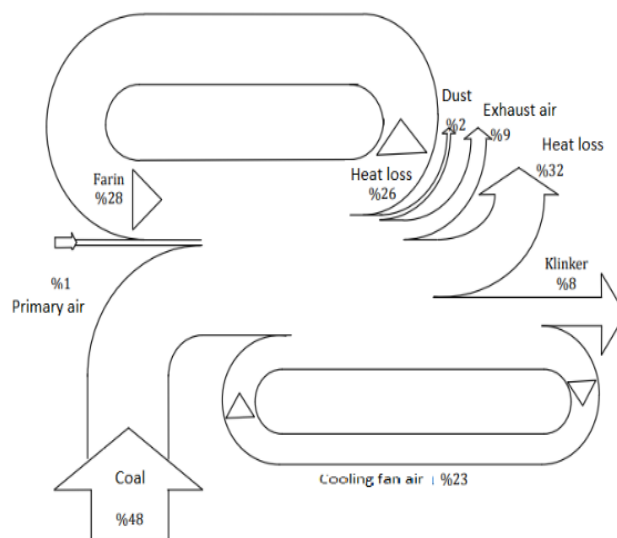 Dust
%2
Exhaust air
%9
Heat loss
%32
Farin
%28
Heat loss
%26
Klinker
%8
%1
Primary air
Coal
%48
Cooling fan air %23